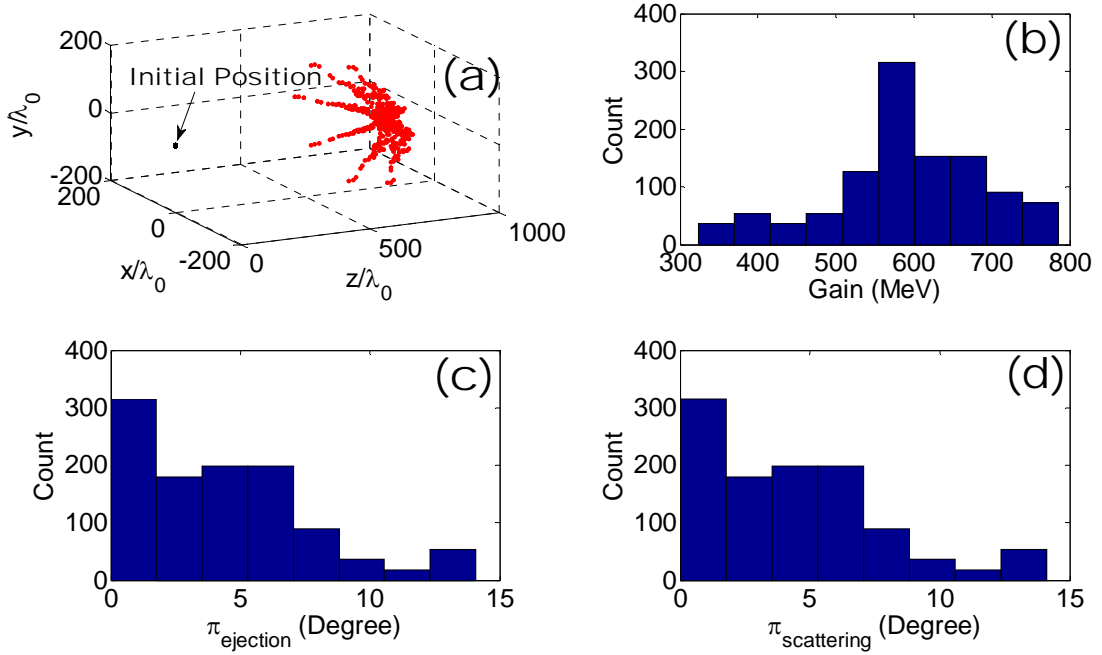 (a)
200
0
-200
y/λ0
Initial Position
200
0
-200
x/λ0
0
500
1000
z/λ0
(b)
400
300
200
100
0
Count
300 400 500 600 700 800
Gain (MeV)
(c)
400
300
200
100
0
Count
0 5 10 15
πejection (Degree)
(d)
400
300
200
100
0
Count
0 5 10 15
πscattering (Degree)